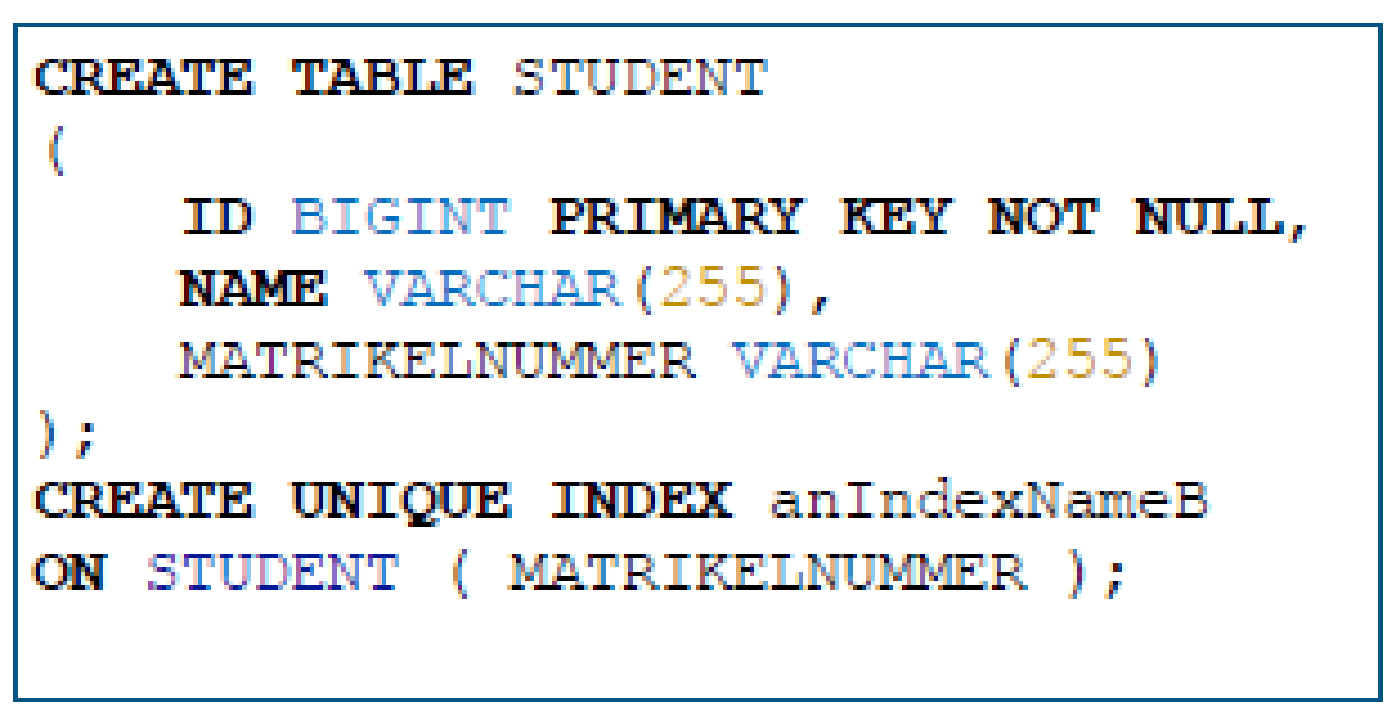 CREATE TABLE STUDENT
(
    ID BIGINT PRIMARY KEY NOT NULL,
    NAME VARCHAR(255),
    MATRIKELNUMMER VARCHAR(255)
);
CREATE UNIQUE INDEX anIndexNameB
ON STUDENT ( MATRIKELNUMMER );